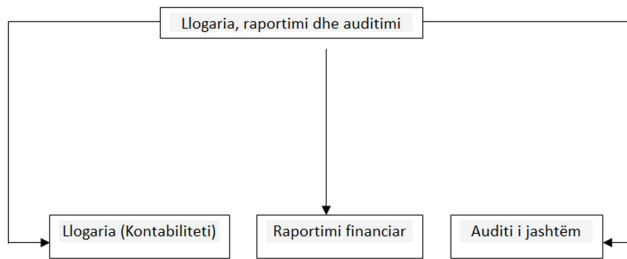 Llogaria, raportimi dhe auditimi
Llogaria (Kontabiliteti)
Raportimi financiar
Auditi i jashtëm